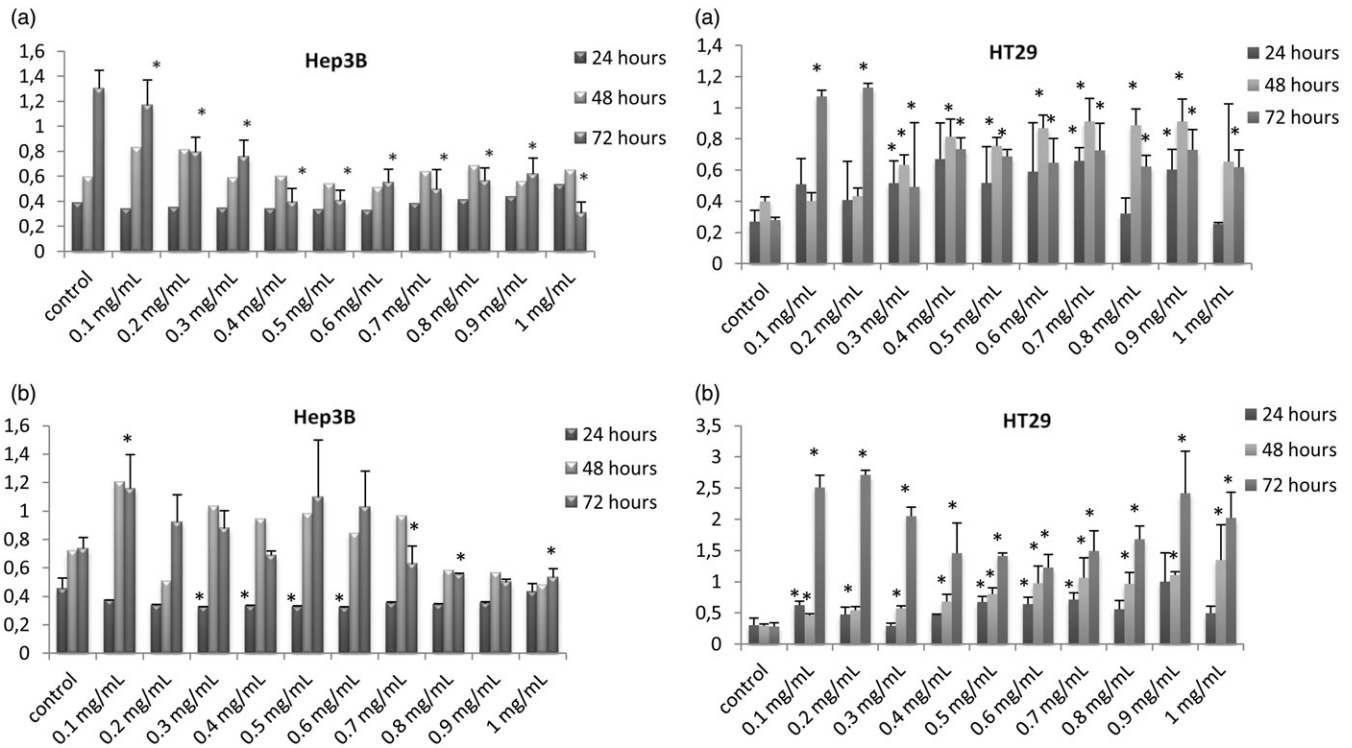 (a)
Hep3B
1,6
1,4
1,2
1
0,8
0,6
0,4
0,2
0
24 hours
48 hours
72 hours
control
0.1 mg/mL
0.2 mg/mL
0.3 mg/mL
0.4 mg/mL
0.5 mg/mL
0.6 mg/mL
0.7 mg/mL
0.8 mg/mL
0.9 mg/mL
1 mg/mL
* * * * * * * * * *
(a)
HT29
1,4
1,2
1
0,8
0,6
0,4
0,2
0
24 hours
48 hours
72 hours
control
0.1 mg/mL
0.2 mg/mL
0.3 mg/mL
0.4 mg/mL
0.5 mg/mL
0.6 mg/mL
0.7 mg/mL
0.8 mg/mL
0.9 mg/mL
1 mg/mL
* * * * * * * * * * * * * * * * * * *
(b)
Hep3B
1,6
1,4
1,2
1
0,8
0,6
0,4
0,2
0
24 hours
48 hours
72 hours
control
0.1 mg/mL
0.2 mg/mL
0.3 mg/mL
0.4 mg/mL
0.5 mg/mL
0.6 mg/mL
0.7 mg/mL
0.8 mg/mL
0.9 mg/mL
1 mg/mL
* * * * * * * *
(b)
HT29
3,5
3
2,5
2
1,5
1
0,5
0
24 hours
48 hours
72 hours
control
0.1 mg/mL
0.2 mg/mL
0.3 mg/mL
0.4 mg/mL
0.5 mg/mL
0.6 mg/mL
0.7 mg/mL
0.8 mg/mL
0.9 mg/mL
1 mg/mL
* * * * * * * * * * * * * * * * * * * * * * * *